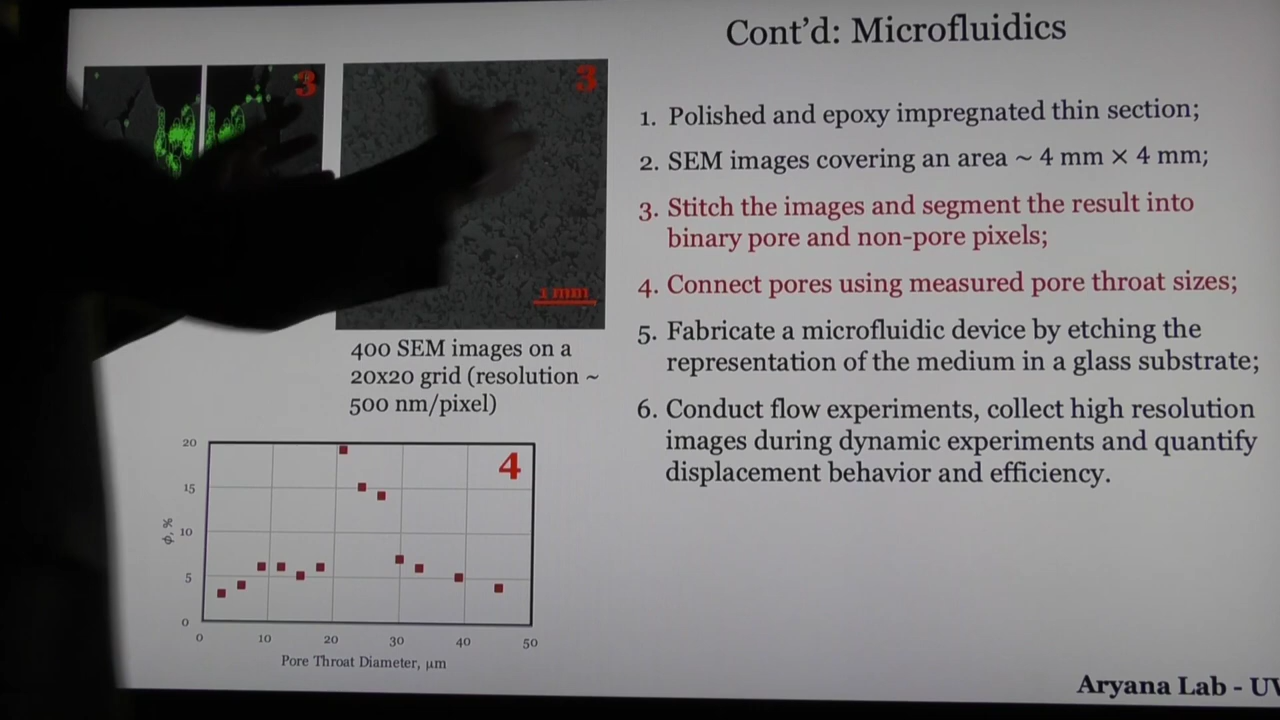 Cont'd: Microfluidics
3
3
1 mm
400 SEM images on a
20x20 grid (resolution ~
500 nm/pixel)
1. Polished and epoxy impregnated thin section;
2. SEM images covering an area ~ 4 mm × 4 mm;
3. Stitch the images and segment the result into
binary pore and non-pore pixels;
4. Connect pores using measured pore throat sizes;
5. Fabricate a microfluidic device by etching the
representation of the medium in a glass substrate;
6. Conduct flow experiments, collect high resolution
images during dynamic experiments and quantify
displacement behavior and efficiency.
4
ϕ, %
20
15
10
5
0
0 10 20 30 40 50
Pore Throat Diameter, µm
Aryana Lab -